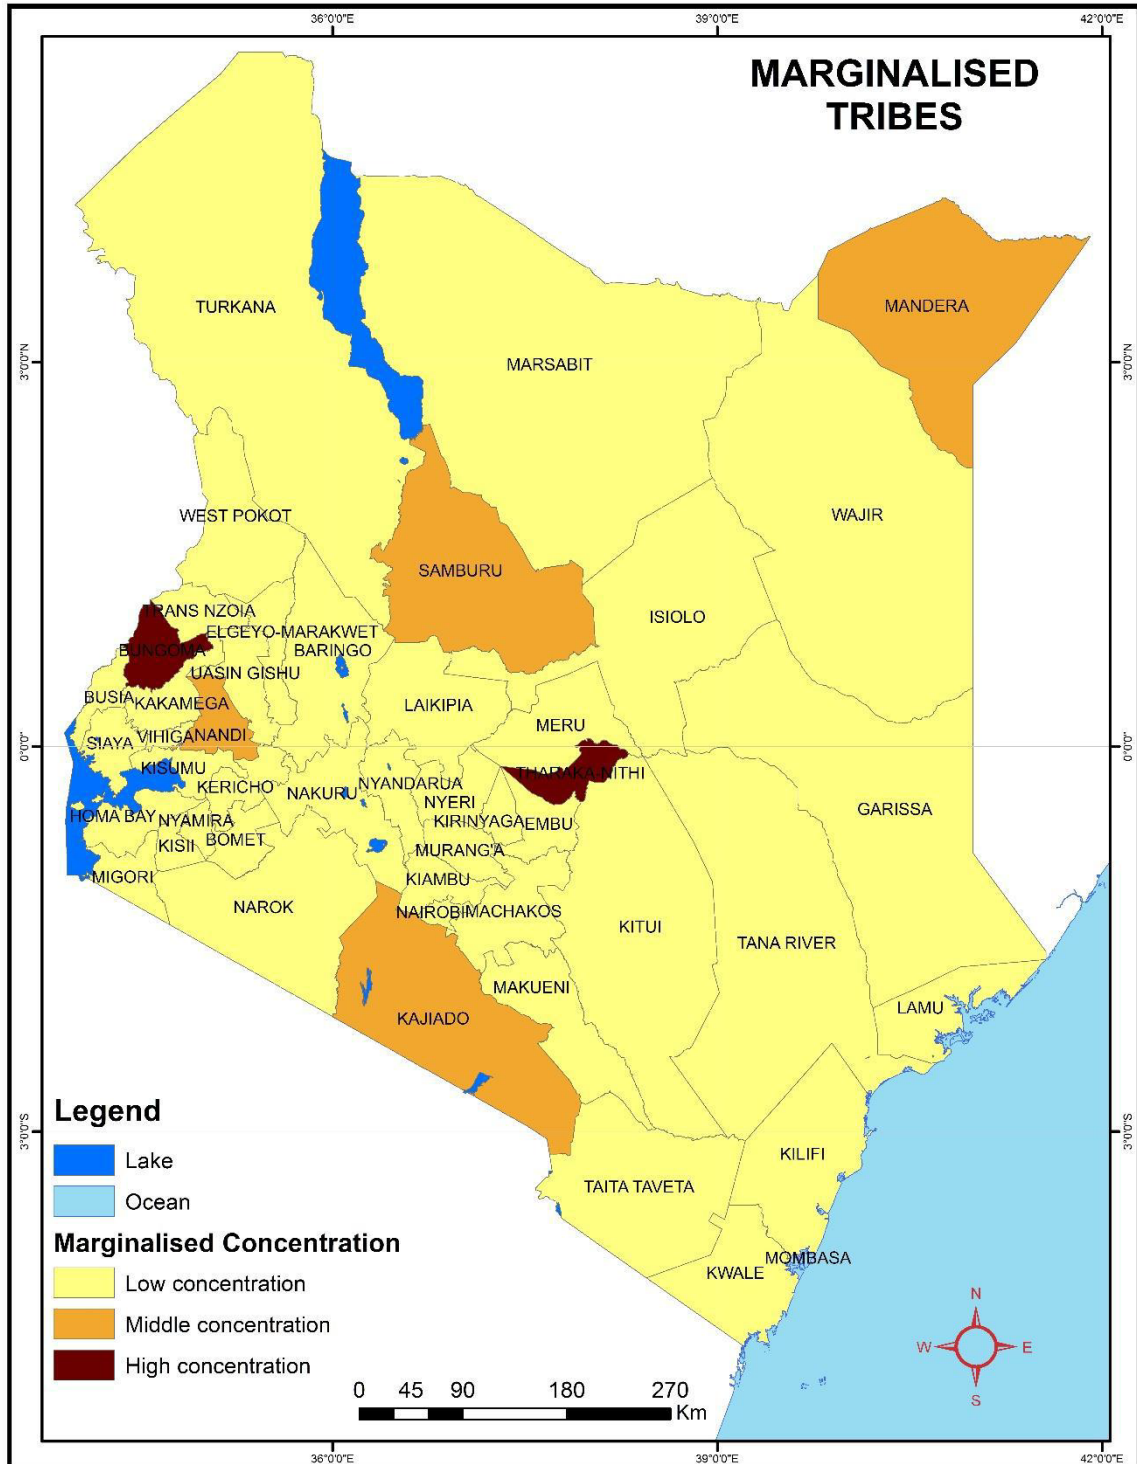 36°0'0"E 39°0'0"E 42°0'0"E
MARGINALISED
TRIBES
TURKANA
MANDERA
3°0'0"N 3°0'0"N
MARSABIT
WEST POKOT
WAJIR
SAMBURU
TRANS NZOIA
ISIOLO
ELGEYO-MARAKWET
BUNGOMA
BARINGO
UASIN GISHU
BUSIA
KAKAMEGA
LAIKIPIA
MERU
SIAYA
VIHIGA
NANDI
0°0'0" 0°0'0"
KISUMU
THARAKA-NITHI
KERICHO
NAKURU
NYANDARUA
NYERI
GARISSA
HOMA BAY
NYAMIRA
KIRINYAGA
EMBU
KISII
BOMET
MURANG'A
MIGORI
KIAMBU
NAROK
NAIROBI
MACHAKOS
KITUI
TANA RIVER
MAKUENI
LAMU
KAJIADO
3°0'0"S 3°0'0"S
KILIFI
TAITA TAVETA
MOMBASA
KWALE
Legend
Lake
Ocean
Marginalised Concentration
Low concentration
Middle concentration
High concentration
N
W E
S
0 45 90 180 270
Km
36°0'0"E 39°0'0"E 42°0'0"E